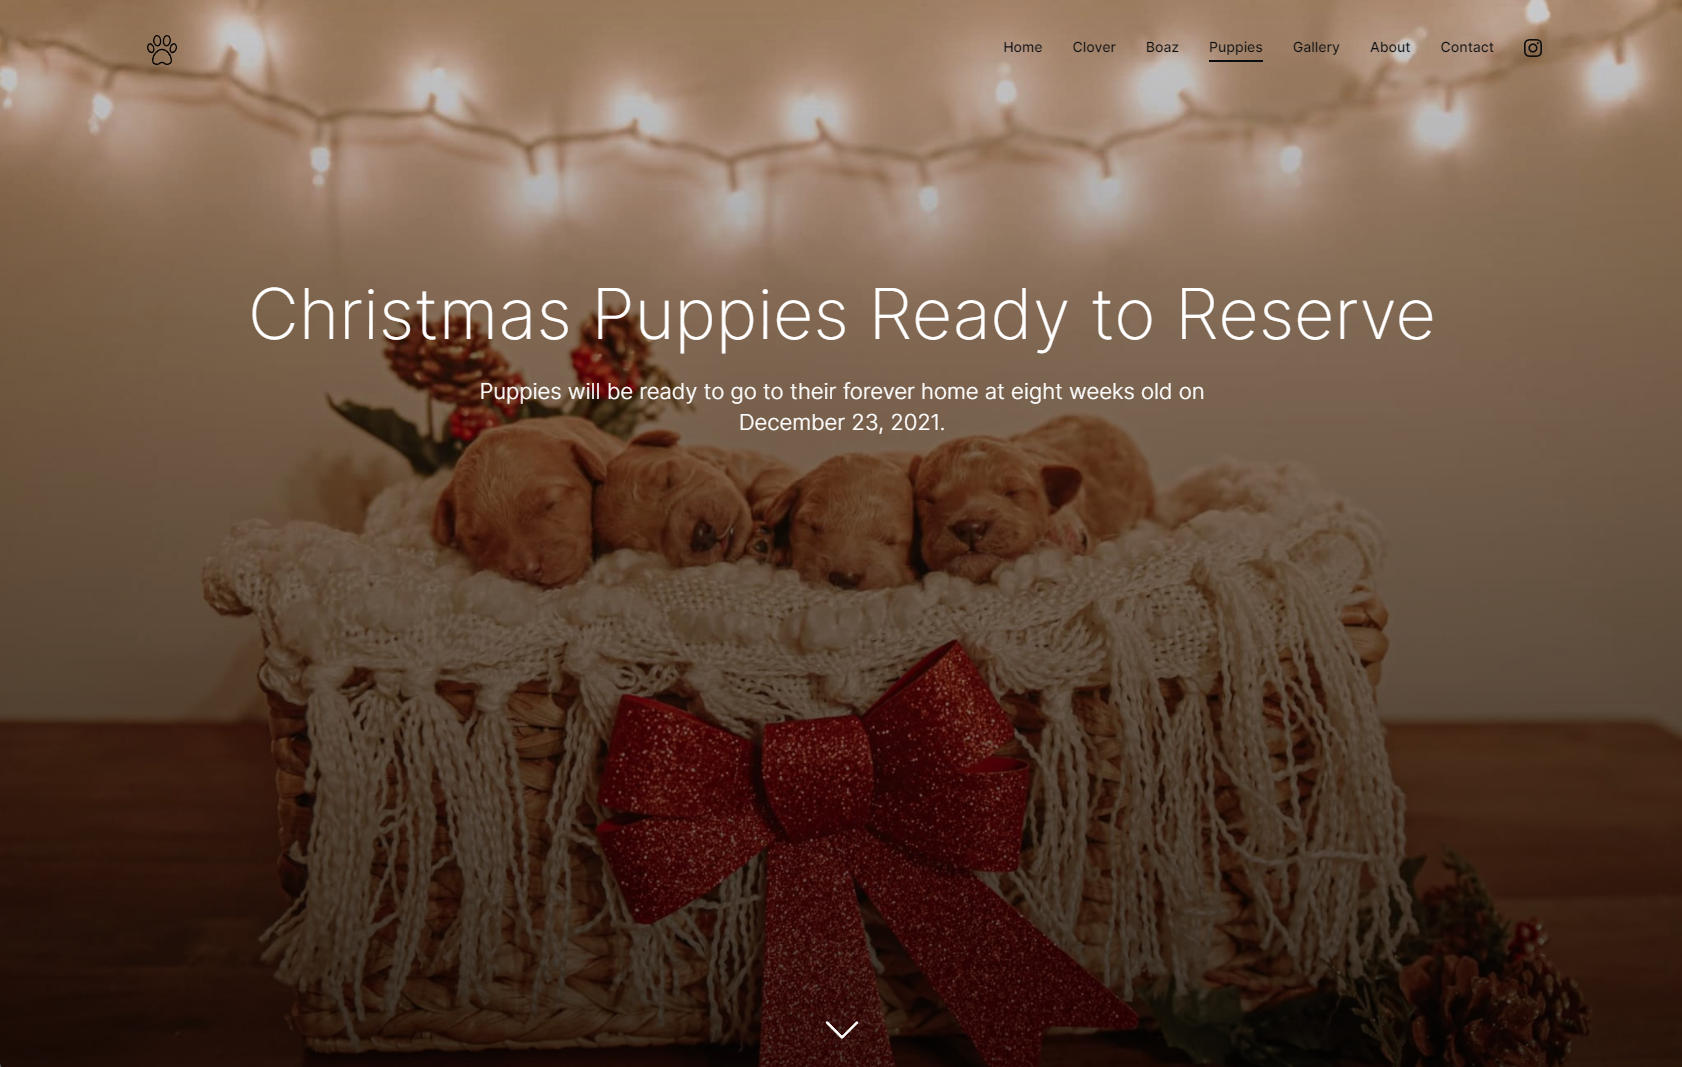 Home Clover Boaz Puppies Gallery About Contact
Christmas Puppies Ready to Reserve
Puppies will be ready to go to their forever home at eight weeks old on
December 23, 2021.